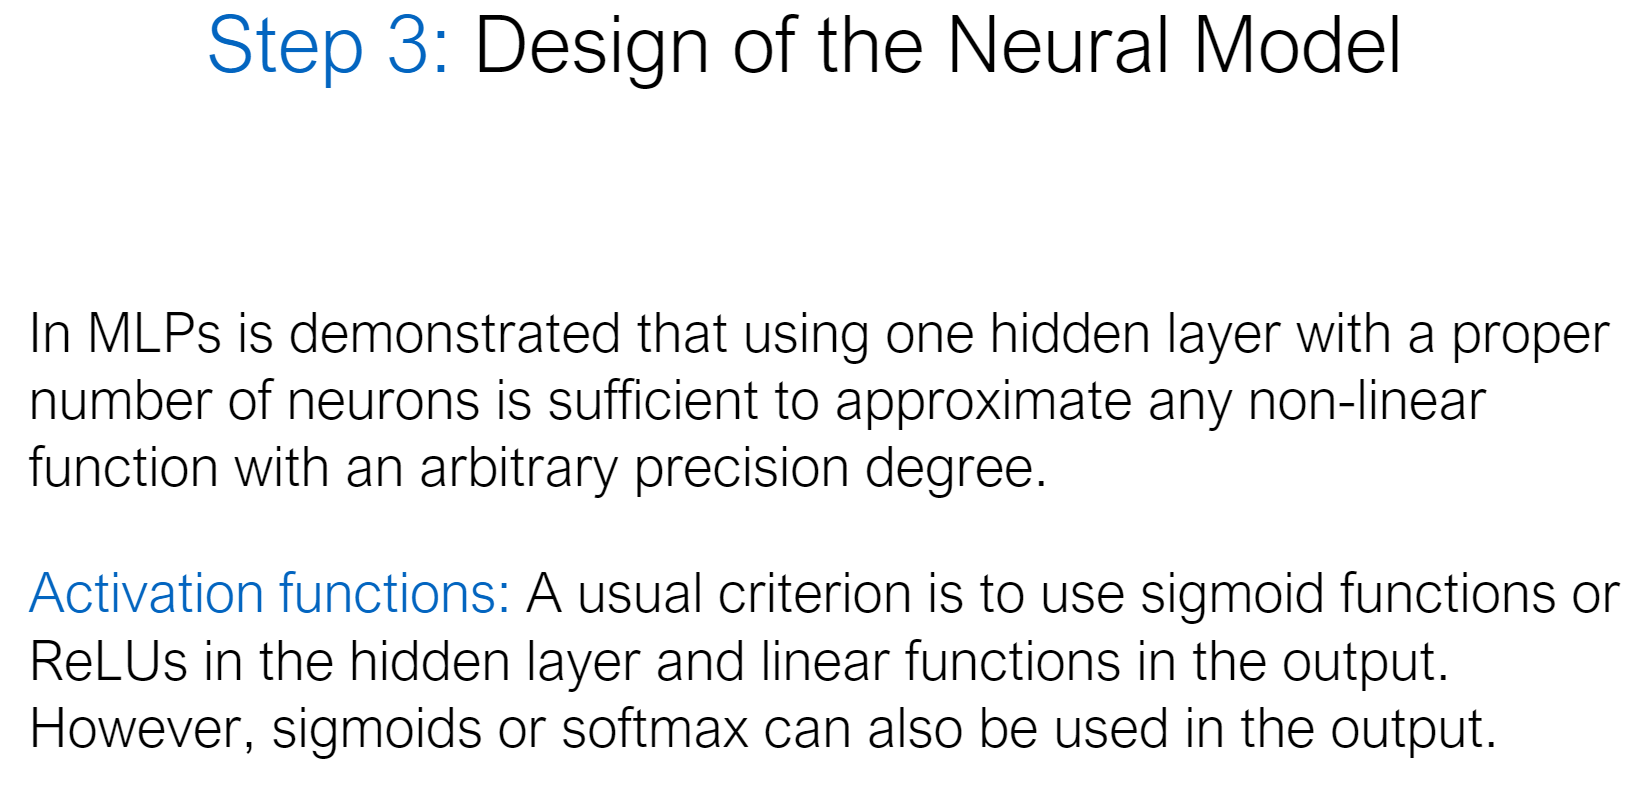 Step 3: Design of the Neural Model
In MLPs is demonstrated that using one hidden layer with a proper
number of neurons is sufficient to approximate any non-linear
function with an arbitrary precision degree.
Activation functions: A usual criterion is to use sigmoid functions or
ReLUs in the hidden layer and linear functions in the output.
However, sigmoids or softmax can also be used in the output.